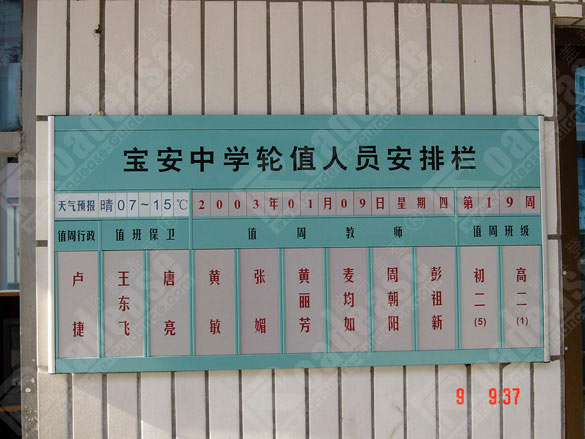 宝安中学轮值人员安排栏
天气预报 晴 07~15℃ 2003年01月09日星期四 第19周
值周行政 值班保卫 值周教师 值周班级
卢捷 王东飞 唐亮 黄敏 张媚 黄丽芳 麦均如 周朝阳 彭祖新 初二(5) 高二(1)
9 9:37